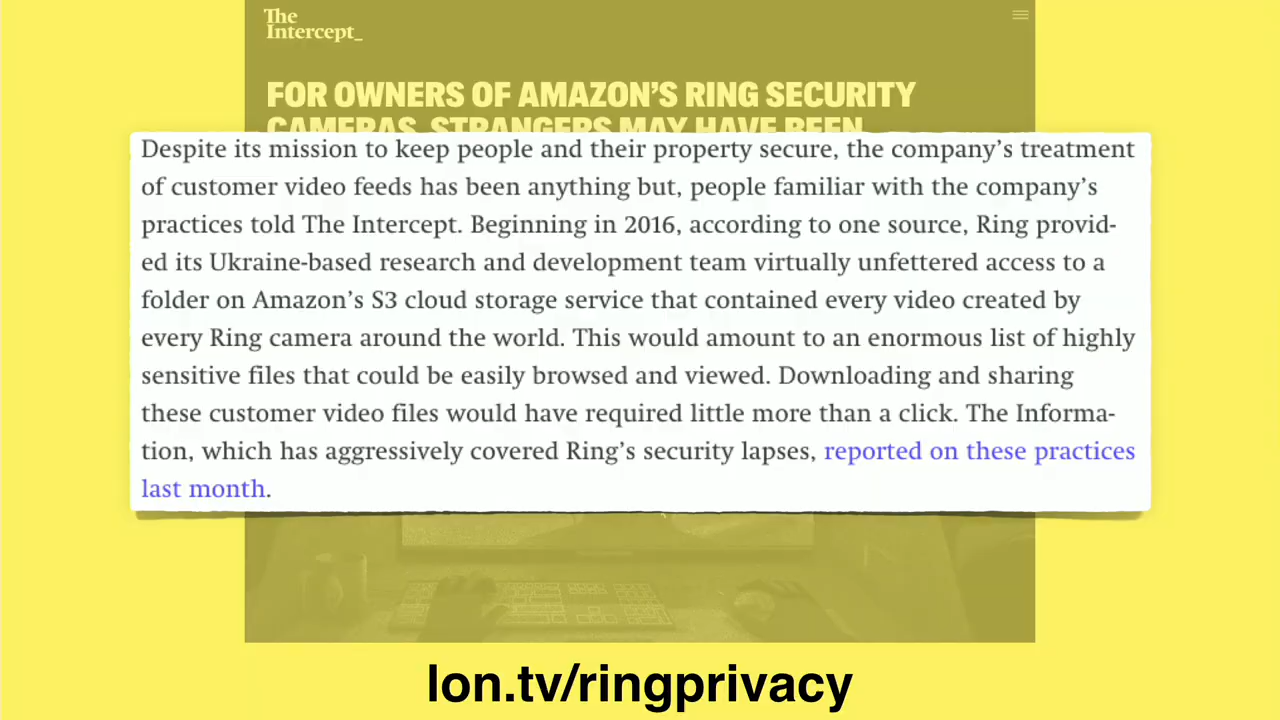 The
Intercept_
FOR OWNERS OF AMAZON'S RING SECURITY
CAMERAS, STRANGERS MAY HAVE BEEN
Despite its mission to keep people and their property secure, the company's treatment
of customer video feeds has been anything but, people familiar with the company's
practices told The Intercept. Beginning in 2016, according to one source, Ring provid-
ed its Ukraine-based research and development team virtually unfettered access to a
folder on Amazon's S3 cloud storage service that contained every video created by
every Ring camera around the world. This would amount to an enormous list of highly
sensitive files that could be easily browsed and viewed. Downloading and sharing
these customer video files would have required little more than a click. The Informa-
tion, which has aggressively covered Ring's security lapses, reported on these practices
last month.
lon.tv/ringprivacy